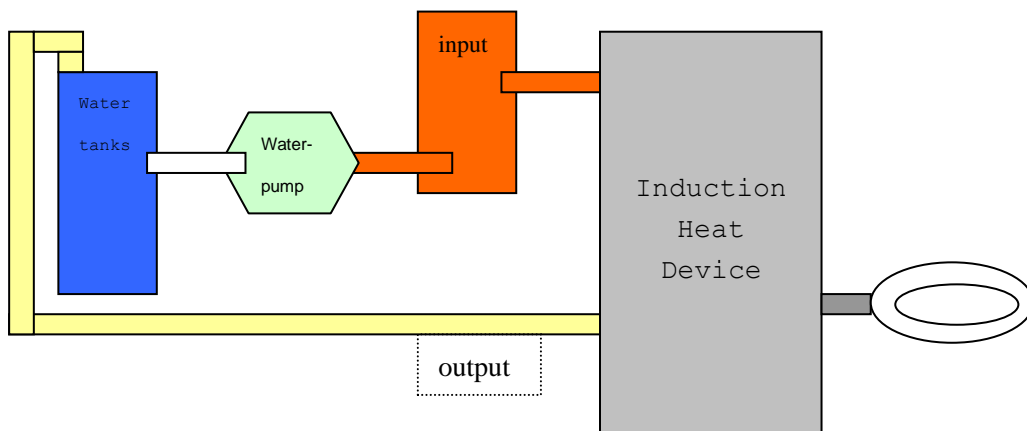 input
Water
tanks
Water-
pump
Induction
Heat
Device
output